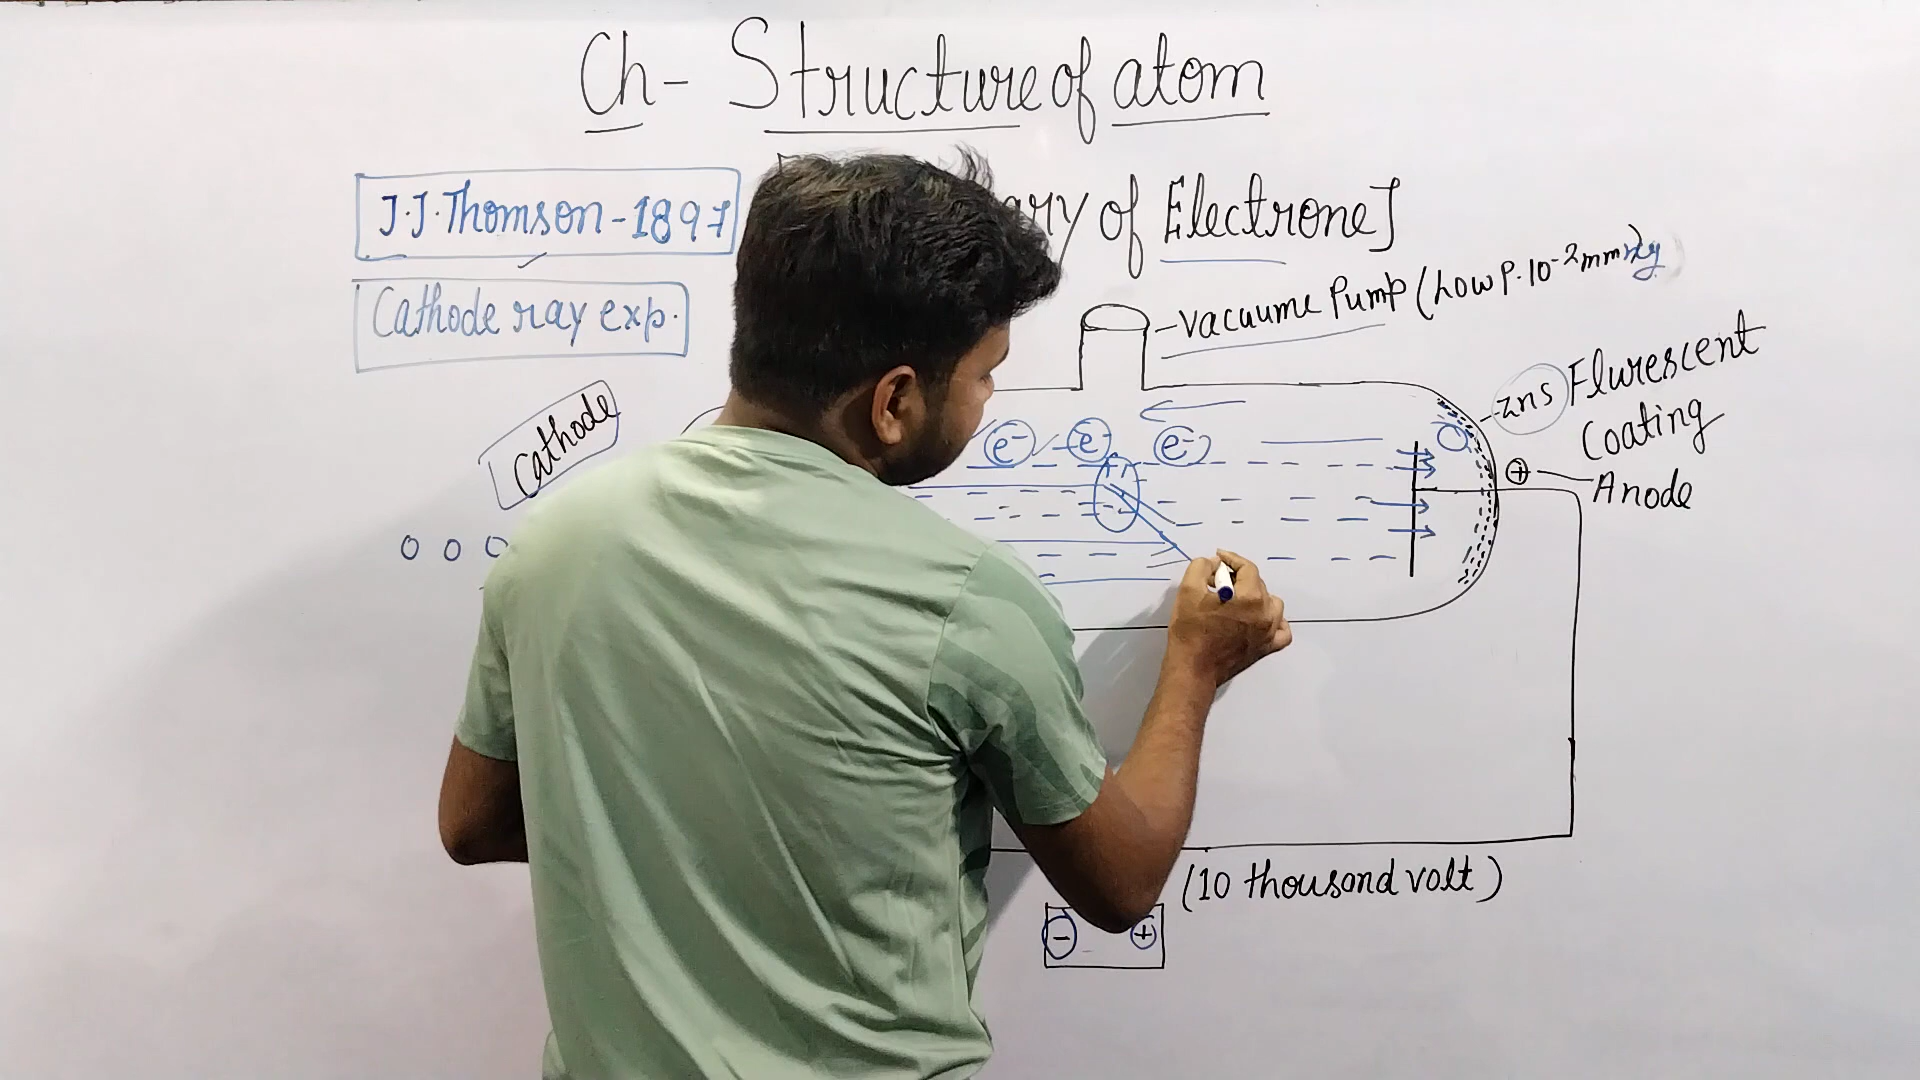 Ch- Structure of atom
of Electrone]
J.J. Thomson-1897
Cathode ray exp.
-Vacuume Pump (Low P. 10-2 mmHg
-zns Flurescent
Coating
Cathode
e- e- e-
+
Anode
o o o
(10 thousand volt)
- +